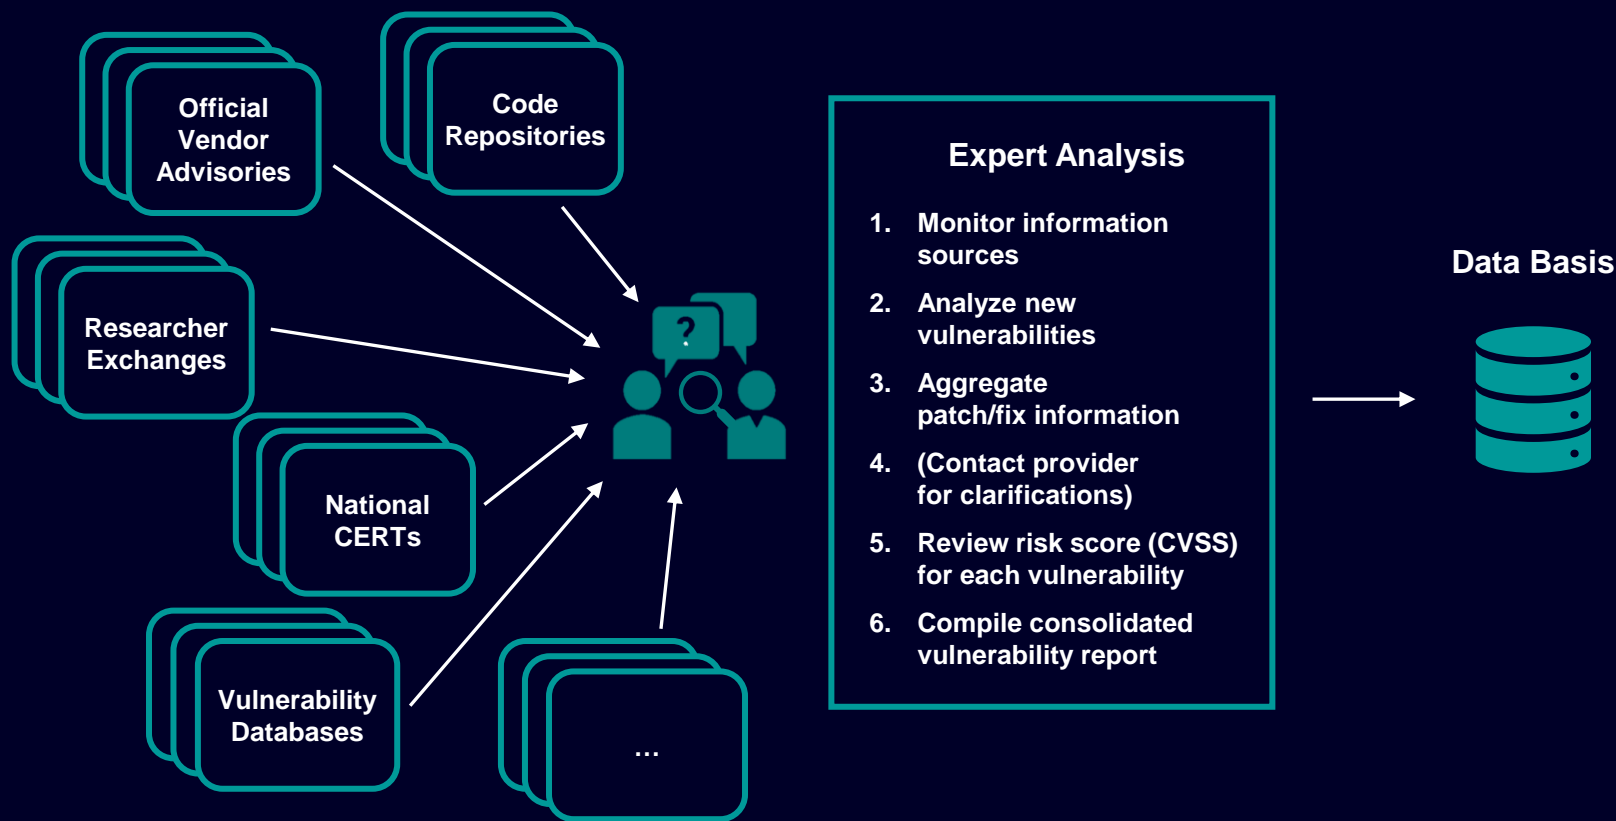 Official
Vendor
Advisories
Code
Repositories
Researcher
Exchanges
National
CERTs
Vulnerability
Databases
...
?
Expert Analysis
1. Monitor information
sources
2. Analyze new
vulnerabilities
3. Aggregate
patch/fix information
4. (Contact provider
for clarifications)
5. Review risk score (CVSS)
for each vulnerability
6. Compile consolidated
vulnerability report
Data Basis